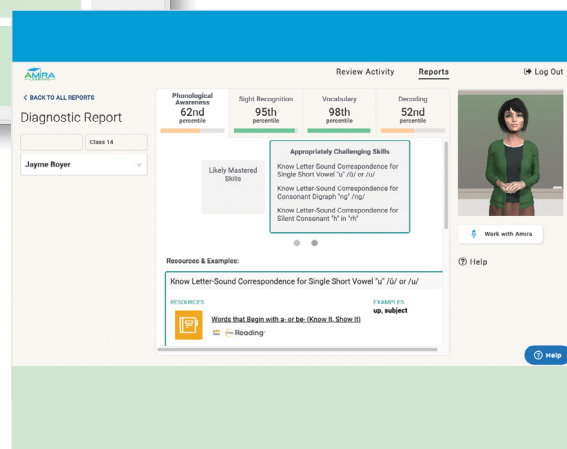 AMIRA
Review Activity
Reports
Log Out
< BACK TO ALL REPORTS
Diagnostic Report
Class 14
Jayme Boyer
Phonological
Awareness
62nd
percentile
Sight Recognition
95th
percentile
Vocabulary
98th
percentile
Decoding
52nd
percentile
Likely Mastered
Skills
Appropriately Challenging Skills
Know Letter-Sound Correspondence for
Single Short Vowel "u" /ŭ/ or /u/
Know Letter-Sound Correspondence for
Consonant Digraph "ng" /ng/
Know Letter-Sound Correspondence for
Silent Consonant "h" in "rh"
Work with Amira
Help
Resources & Examples:
Know Letter-Sound Correspondence for Single Short Vowel "u" /ŭ/ or /u/
RESOURCES
EXAMPLES
up, subject
Words that Begin with a- or be- (Know It, Show It)
Reading
Help